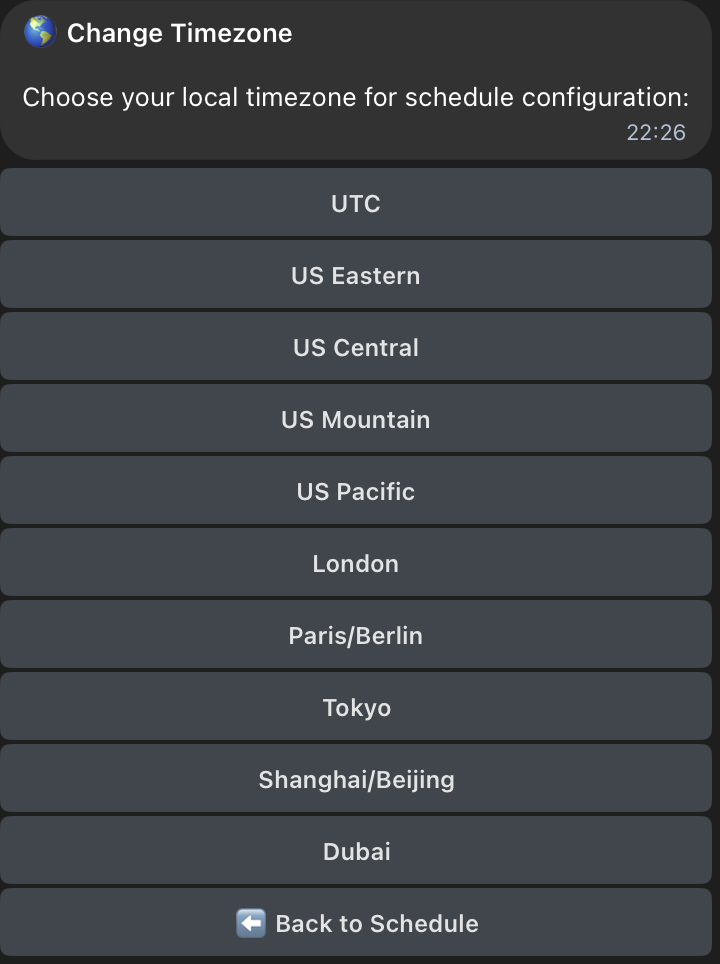 🌎 Change Timezone
Choose your local timezone for schedule configuration:
22:26
UTC
US Eastern
US Central
US Mountain
US Pacific
London
Paris/Berlin
Tokyo
Shanghai/Beijing
Dubai
⬅️ Back to Schedule